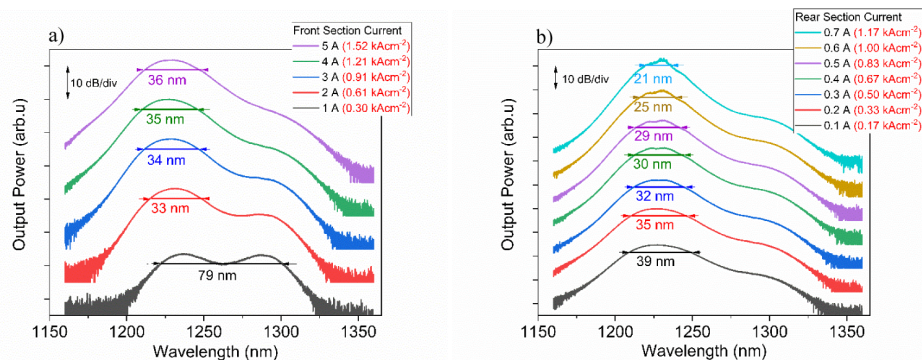 a)
Front Section Current
5 A (1.52 kAcm⁻²)
4 A (1.21 kAcm⁻²)
3 A (0.91 kAcm⁻²)
2 A (0.61 kAcm⁻²)
1 A (0.30 kAcm⁻²)
10 dB/div
36 nm
35 nm
34 nm
33 nm
79 nm
Output Power (arb.u)
1150 1200 1250 1300 1350
Wavelength (nm)
b)
Rear Section Current
0.7 A (1.17 kAcm⁻²)
0.6 A (1.00 kAcm⁻²)
0.5 A (0.83 kAcm⁻²)
0.4 A (0.67 kAcm⁻²)
0.3 A (0.50 kAcm⁻²)
0.2 A (0.33 kAcm⁻²)
0.1 A (0.17 kAcm⁻²)
10 dB/div
21 nm
25 nm
29 nm
30 nm
32 nm
35 nm
39 nm
Output Power (arb.u)
1150 1200 1250 1300 1350
Wavelength (nm)